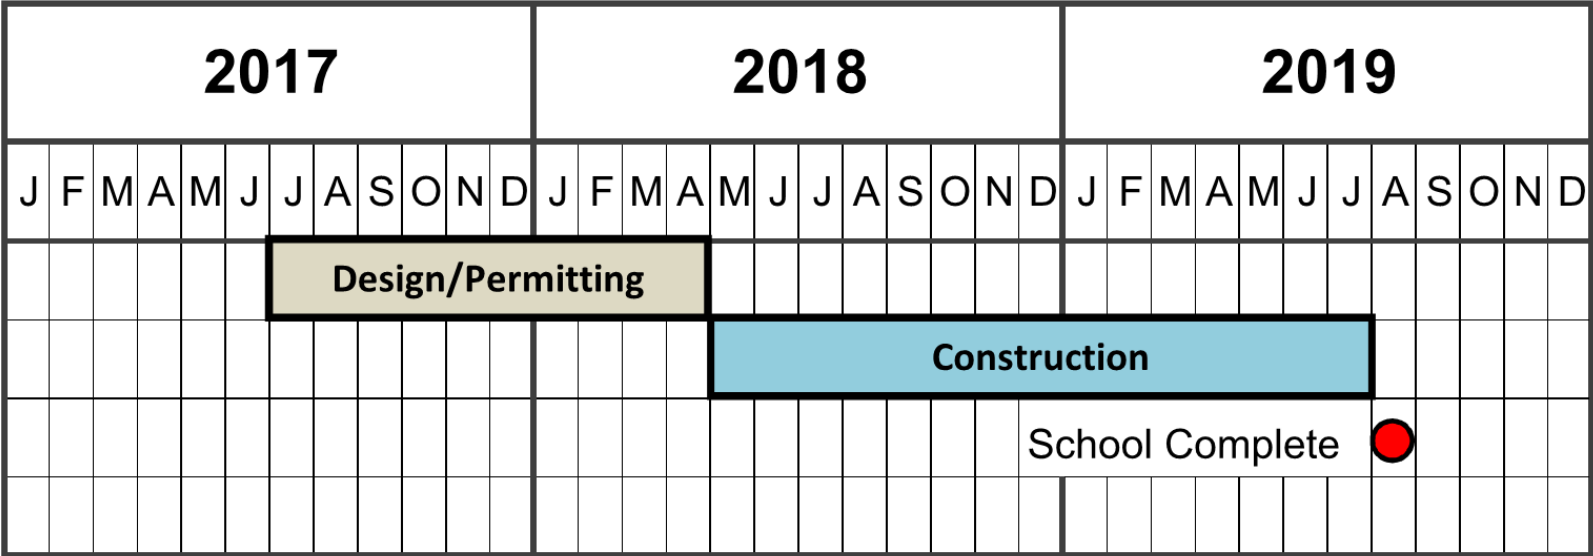 2017 2018 2019
J F M A M J J A S O N D J F M A M J J A S O N D J F M A M J J A S O N D
Design/Permitting
Construction
School Complete